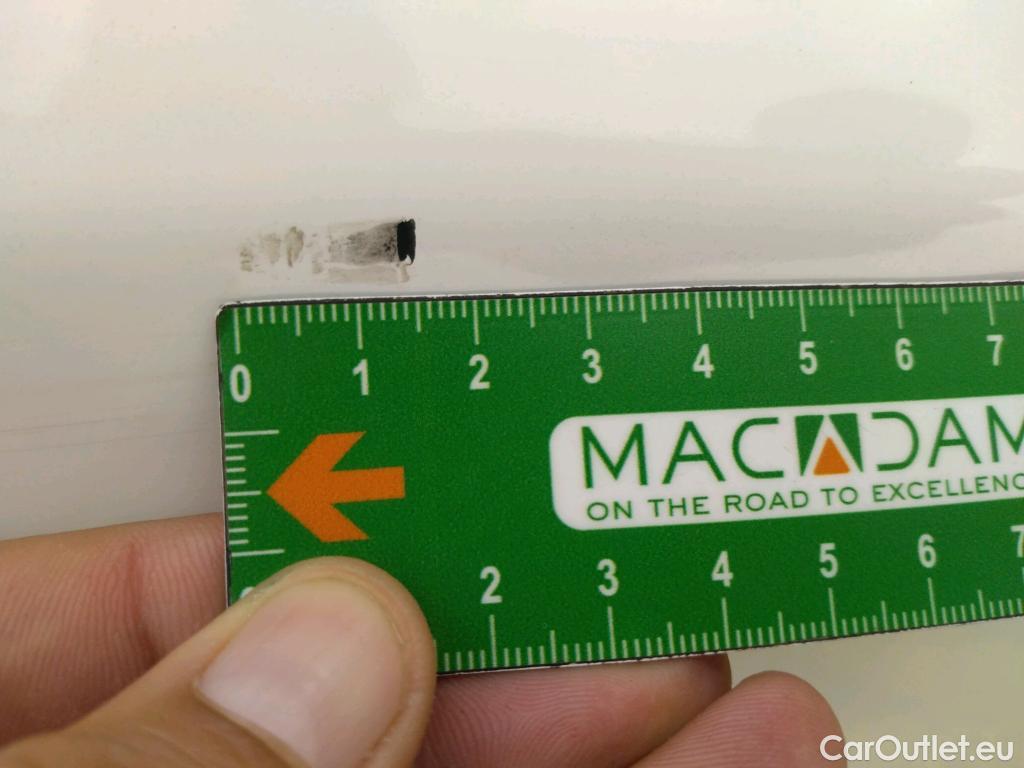 0 1 2 3 4 5 6 7
MACADAM
ON THE ROAD TO EXCELLENC
2 3 4 5 6 7
CarOutlet.eu